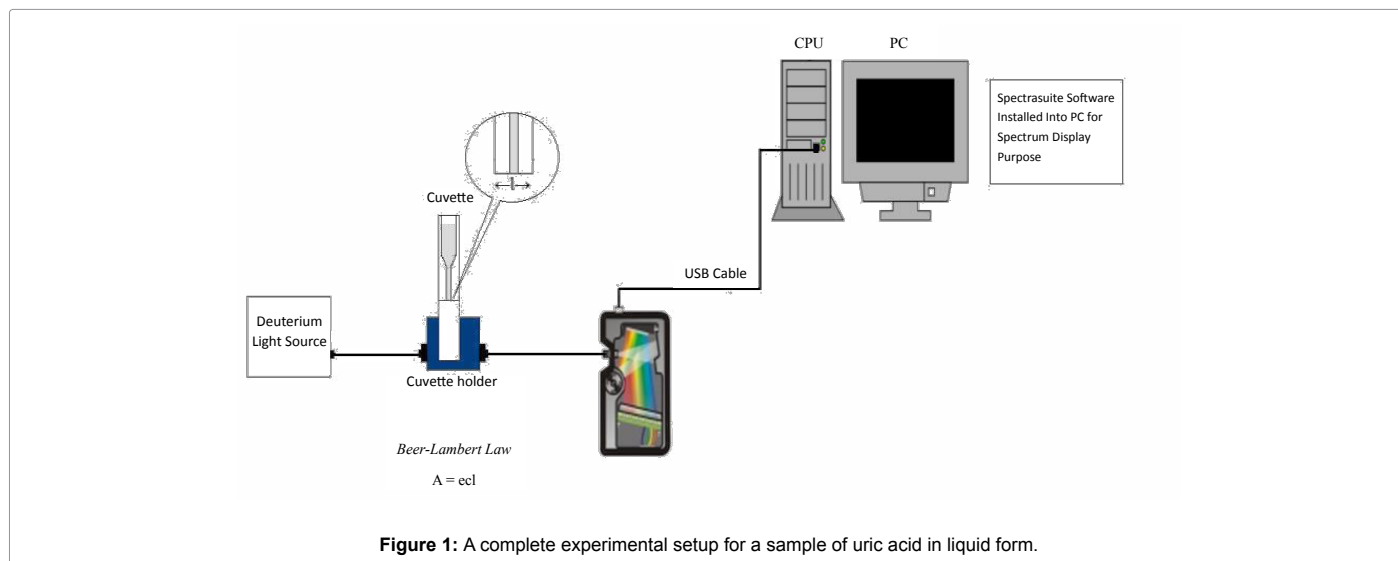 CPU PC
Spectrasuite Software
Installed Into PC for
Spectrum Display
Purpose
l
Cuvette
USB Cable
Deuterium
Light Source
Cuvette holder
Beer-Lambert Law
A = ecl
Figure 1: A complete experimental setup for a sample of uric acid in liquid form.